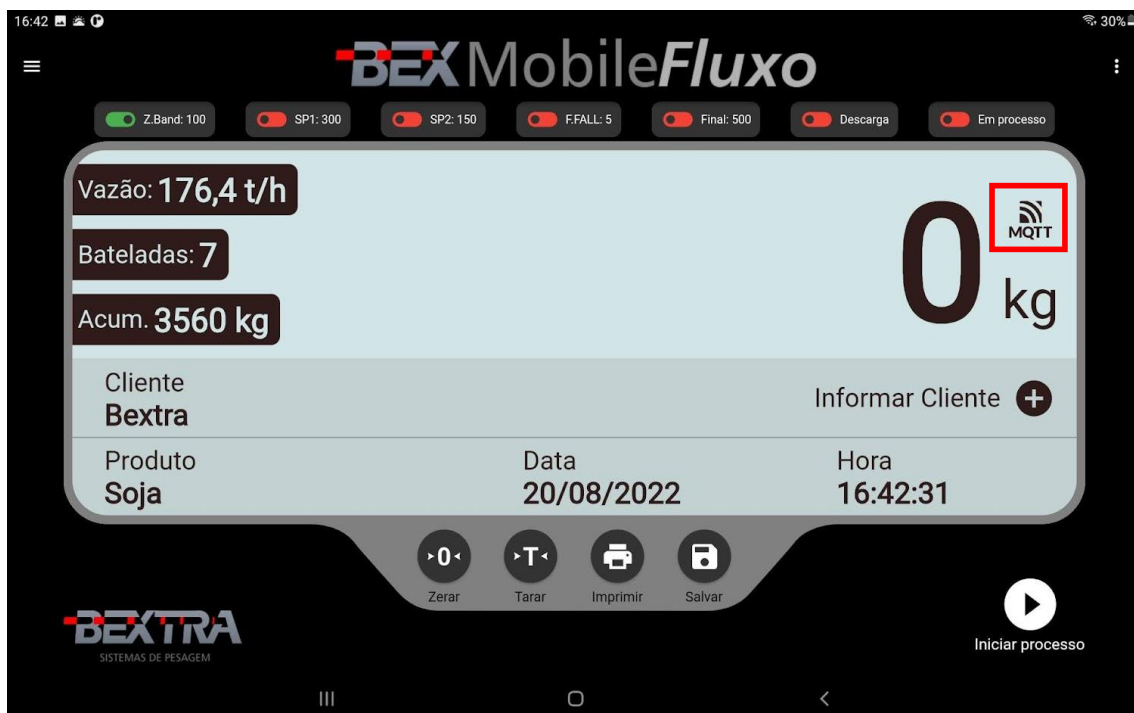 16:42
30%
BEX MobileFluxo
Z.Band: 100
SP1: 300
SP2: 150
F.FALL: 5
Final: 500
Descarga
Em processo
Vazão: 176,4 t/h
Bateladas: 7
Acum. 3560 kg
0 kg
MQTT
Cliente
Bextra
Informar Cliente
Produto
Soja
Data
20/08/2022
Hora
16:42:31
0
T
Zerar
Tarar
Imprimir
Salvar
BEXTRA
SISTEMAS DE PESAGEM
Iniciar processo